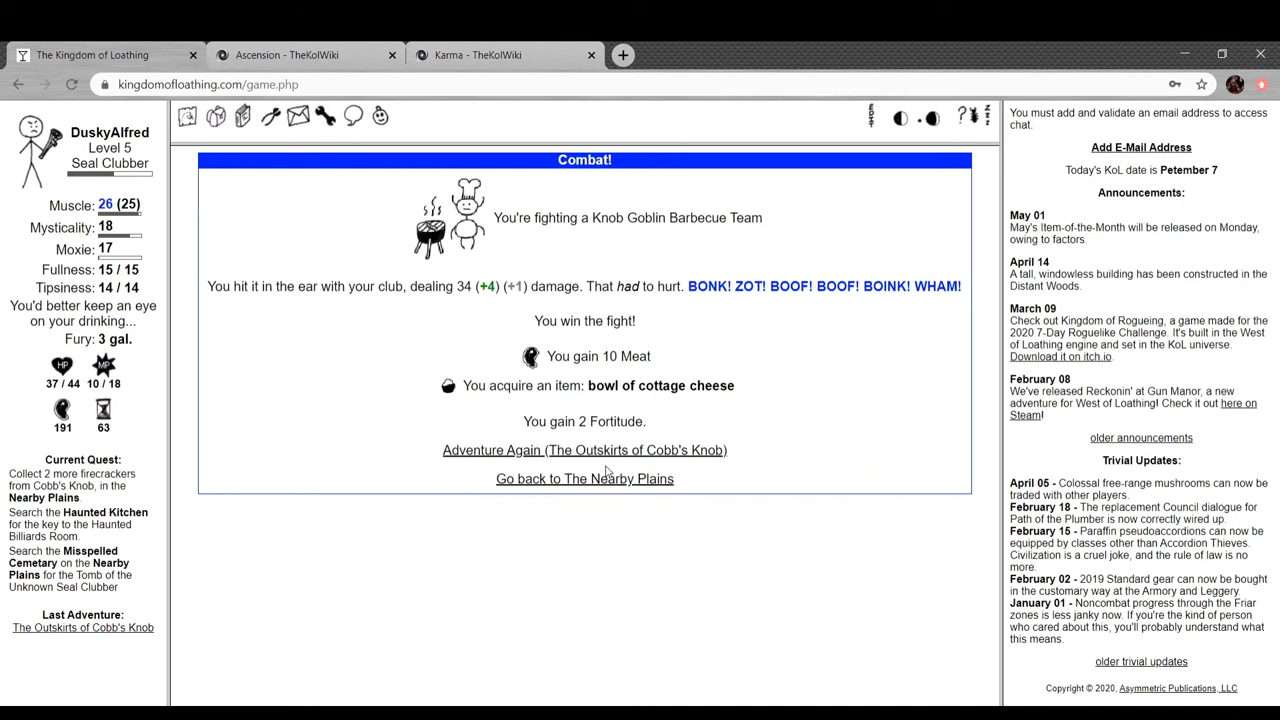 The Kingdom of Loathing
Ascension - TheKolWiki
Karma - TheKolWiki
kingdomofloathing.com/game.php
DuskyAlfred
Level 5
Seal Clubber
Muscle: 26 (25)
Mysticality: 18
Moxie: 17
Fullness: 15 / 15
Tipsiness: 14 / 14
You'd better keep an eye
on your drinking...
Fury: 3 gal.
HP
MP
37 / 44
10 / 18
191
63
Current Quest:
Collect 2 more firecrackers
from Cobb's Knob, in the
Nearby Plains.
Search the Haunted Kitchen
for the key to the Haunted
Billiards Room.
Search the Misspelled
Cemetary on the Nearby
Plains for the Tomb of the
Unknown Seal Clubber
Last Adventure:
The Outskirts of Cobb's Knob
Combat!
You're fighting a Knob Goblin Barbecue Team
You hit it in the ear with your club, dealing 34 (+4) (+1) damage. That had to hurt. BONK! ZOT! BOOF! BOOF! BOINK! WHAM!
You win the fight!
You gain 10 Meat
You acquire an item: bowl of cottage cheese
You gain 2 Fortitude.
Adventure Again (The Outskirts of Cobb's Knob)
Go back to The Nearby Plains
You must add and validate an email address to access
chat.
Add E-Mail Address
Today's KoL date is Petember 7
Announcements:
May 01
May's Item-of-the-Month will be released on Monday,
owing to factors.
April 14
A tall, windowless building has been constructed in the
Distant Woods.
March 09
Check out Kingdom of Rogueing, a game made for the
2020 7-Day Roguelike Challenge. It's built in the West
of Loathing engine and set in the KoL universe.
Download it on itch.io.
February 08
We've released Reckonin' at Gun Manor, a new
adventure for West of Loathing! Check it out here on
Steam!
older announcements
Trivial Updates:
April 05 - Colossal free-range mushrooms can now be
traded with other players.
February 18 - The replacement Council dialogue for
Path of the Plumber is now correctly wired up.
February 15 - Paraffin pseudoaccordions can now be
equipped by classes other than Accordion Thieves.
Civilization is a cruel joke, and the rule of law is no
more.
February 02 - 2019 Standard gear can now be bought
in the customary way at the Armory and Leggery.
January 01 - Noncombat progress through the Friar
zones is less janky now. If you're the kind of person
who cared about this, you'll probably understand what
this means.
older trivial updates
Copyright © 2020, Asymmetric Publications, LLC